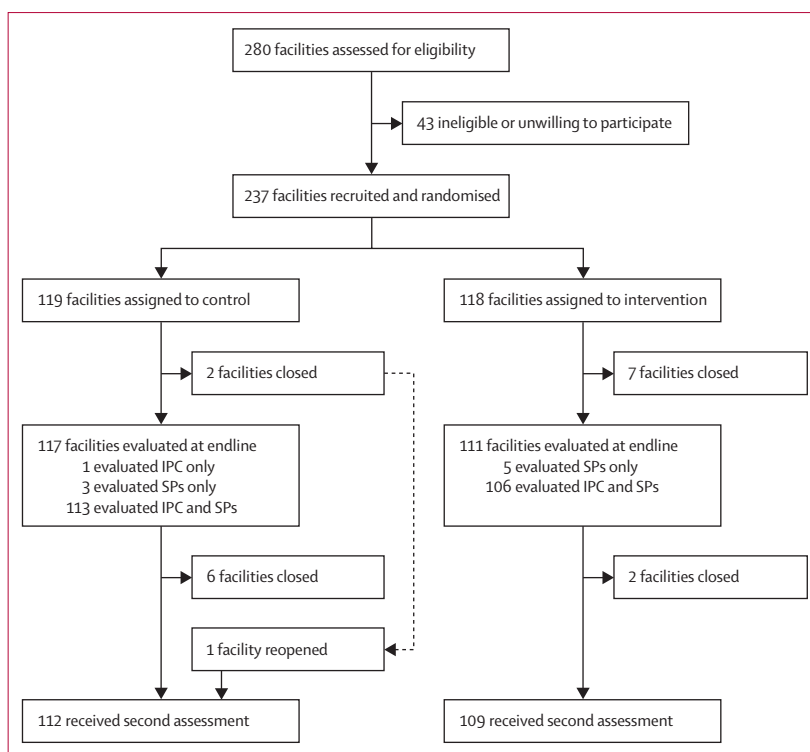 280 facilities assessed for eligibility
43 ineligible or unwilling to participate
237 facilities recruited and randomised
119 facilities assigned to control
118 facilities assigned to intervention
2 facilities closed
7 facilities closed
117 facilities evaluated at endline
1 evaluated IPC only
3 evaluated SPs only
113 evaluated IPC and SPs
111 facilities evaluated at endline
5 evaluated SPs only
106 evaluated IPC and SPs
6 facilities closed
2 facilities closed
1 facility reopened
112 received second assessment
109 received second assessment